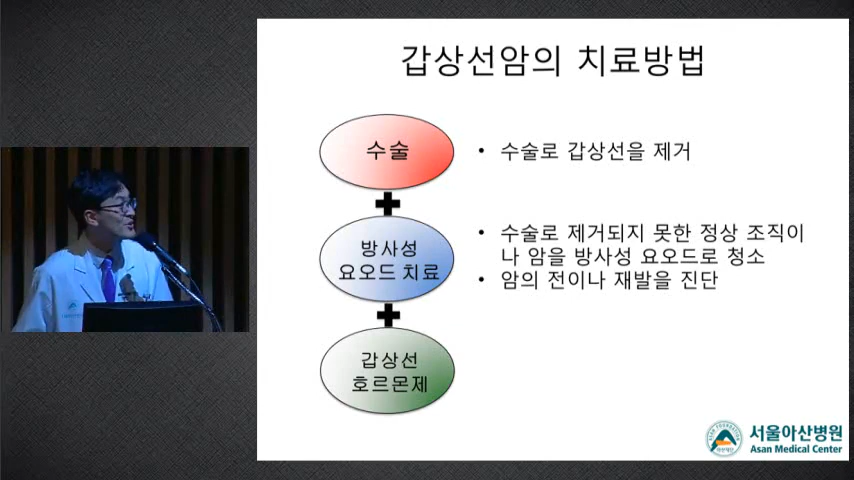 갑상선암의 치료방법
수술
• 수술로 갑상선을 제거
방사성
요오드 치료
• 수술로 제거되지 못한 정상 조직이
나 암을 방사성 요오드로 청소
• 암의 전이나 재발을 진단
갑상선
호르몬제
서울아산병원
Asan Medical Center